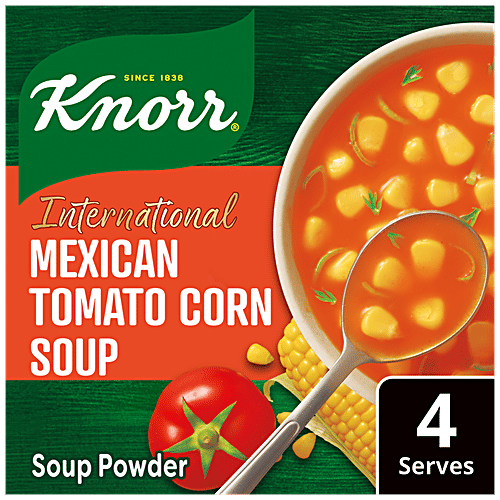 SINCE 1838
Knorr®
International
MEXICAN
TOMATO CORN
SOUP
Soup Powder
4
Serves